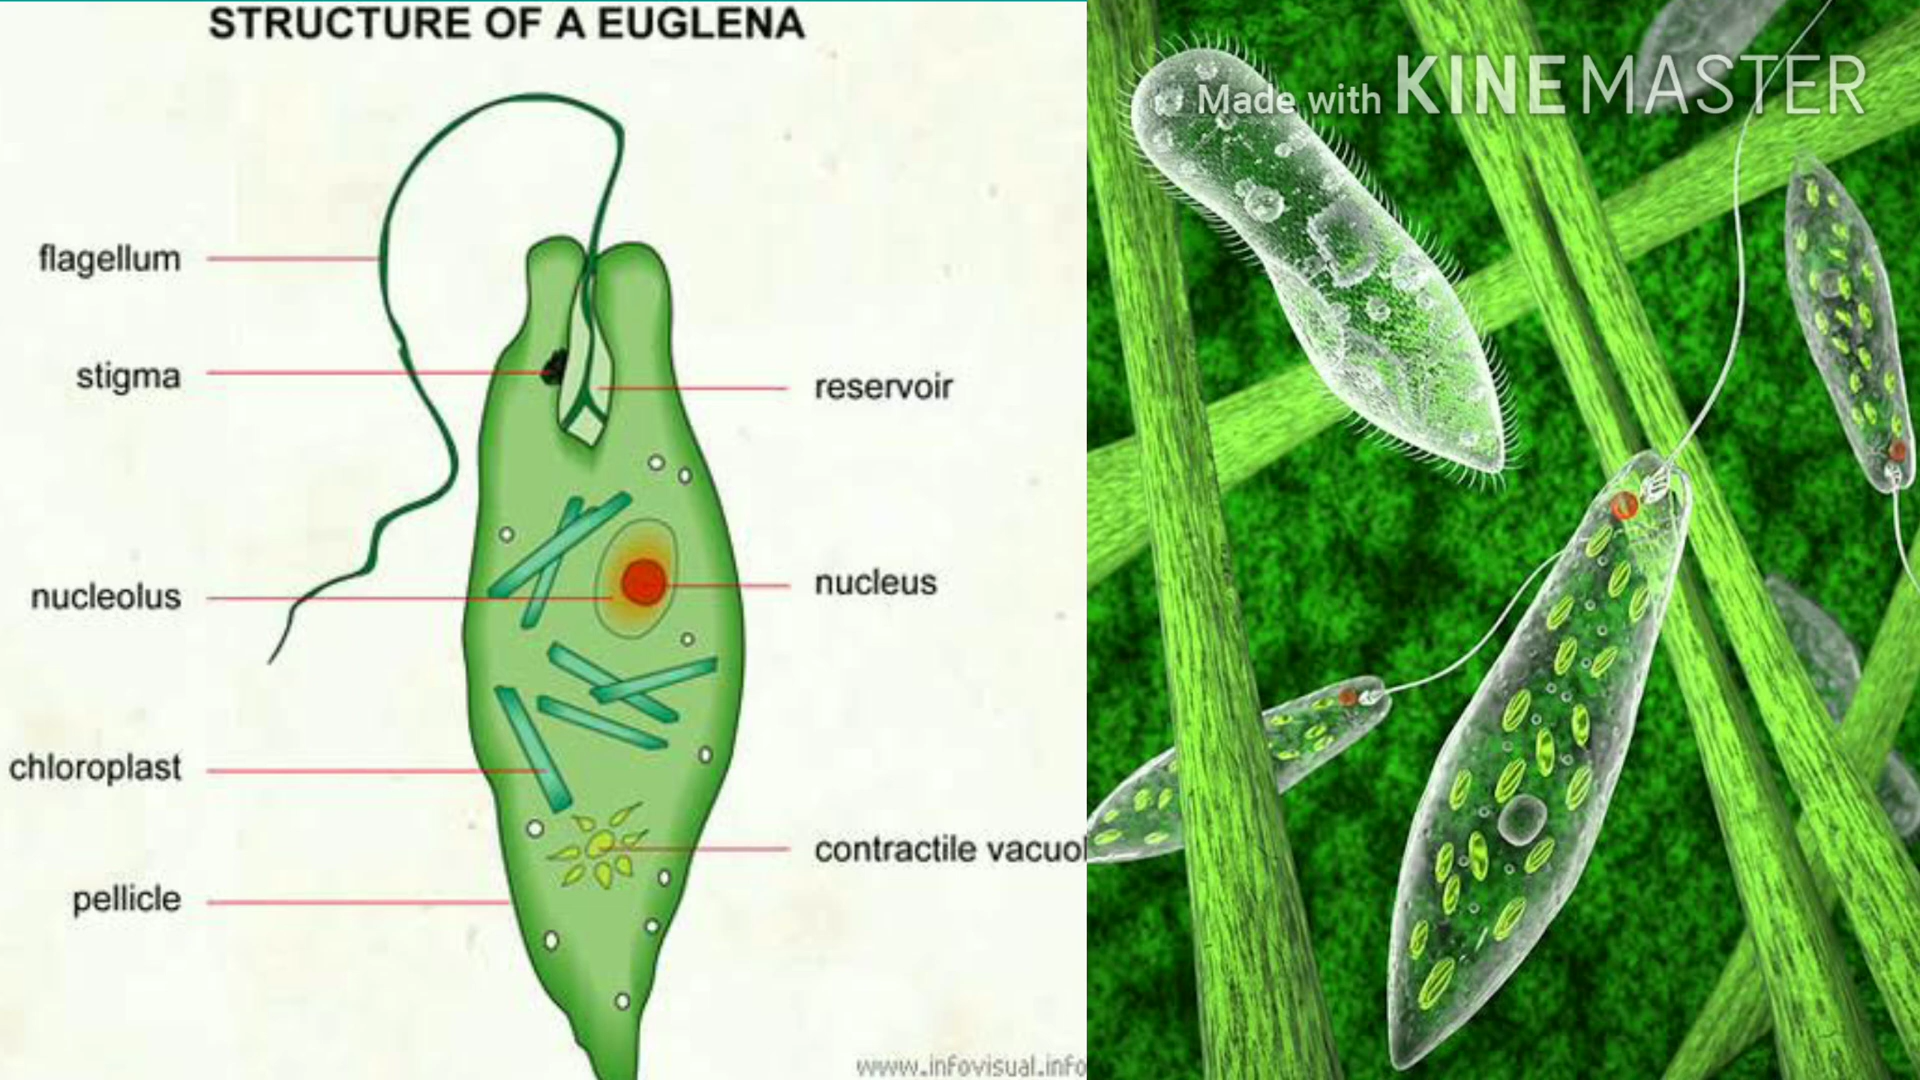 STRUCTURE OF A EUGLENA
Made with KINEMASTER
flagellum
stigma
reservoir
nucleolus
nucleus
chloroplast
contractile vacuol
pellicle
www.infovisual.info